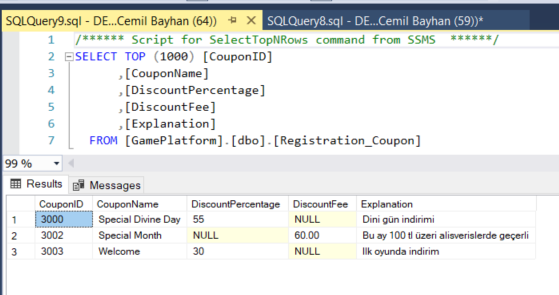 SQLQuery9.sql - DE...Cemil Bayhan (64)) SQLQuery8.sql - DE...Cemil Bayhan (59))*
1 /****** Script for SelectTopNRows command from SSMS ******/
2 SELECT TOP (1000) [CouponID]
3 ,[CouponName]
4 ,[DiscountPercentage]
5 ,[DiscountFee]
6 ,[Explanation]
7 FROM [GamePlatform].[dbo].[Registration_Coupon]
99 %
Results Messages
CouponID CouponName DiscountPercentage DiscountFee Explanation
1 3000 Special Divine Day 55 NULL Dini gün indirimi
2 3002 Special Month NULL 60.00 Bu ay 100 tl üzeri alisverislerde geçerli
3 3003 Welcome 30 NULL Ilk oyunda indirim